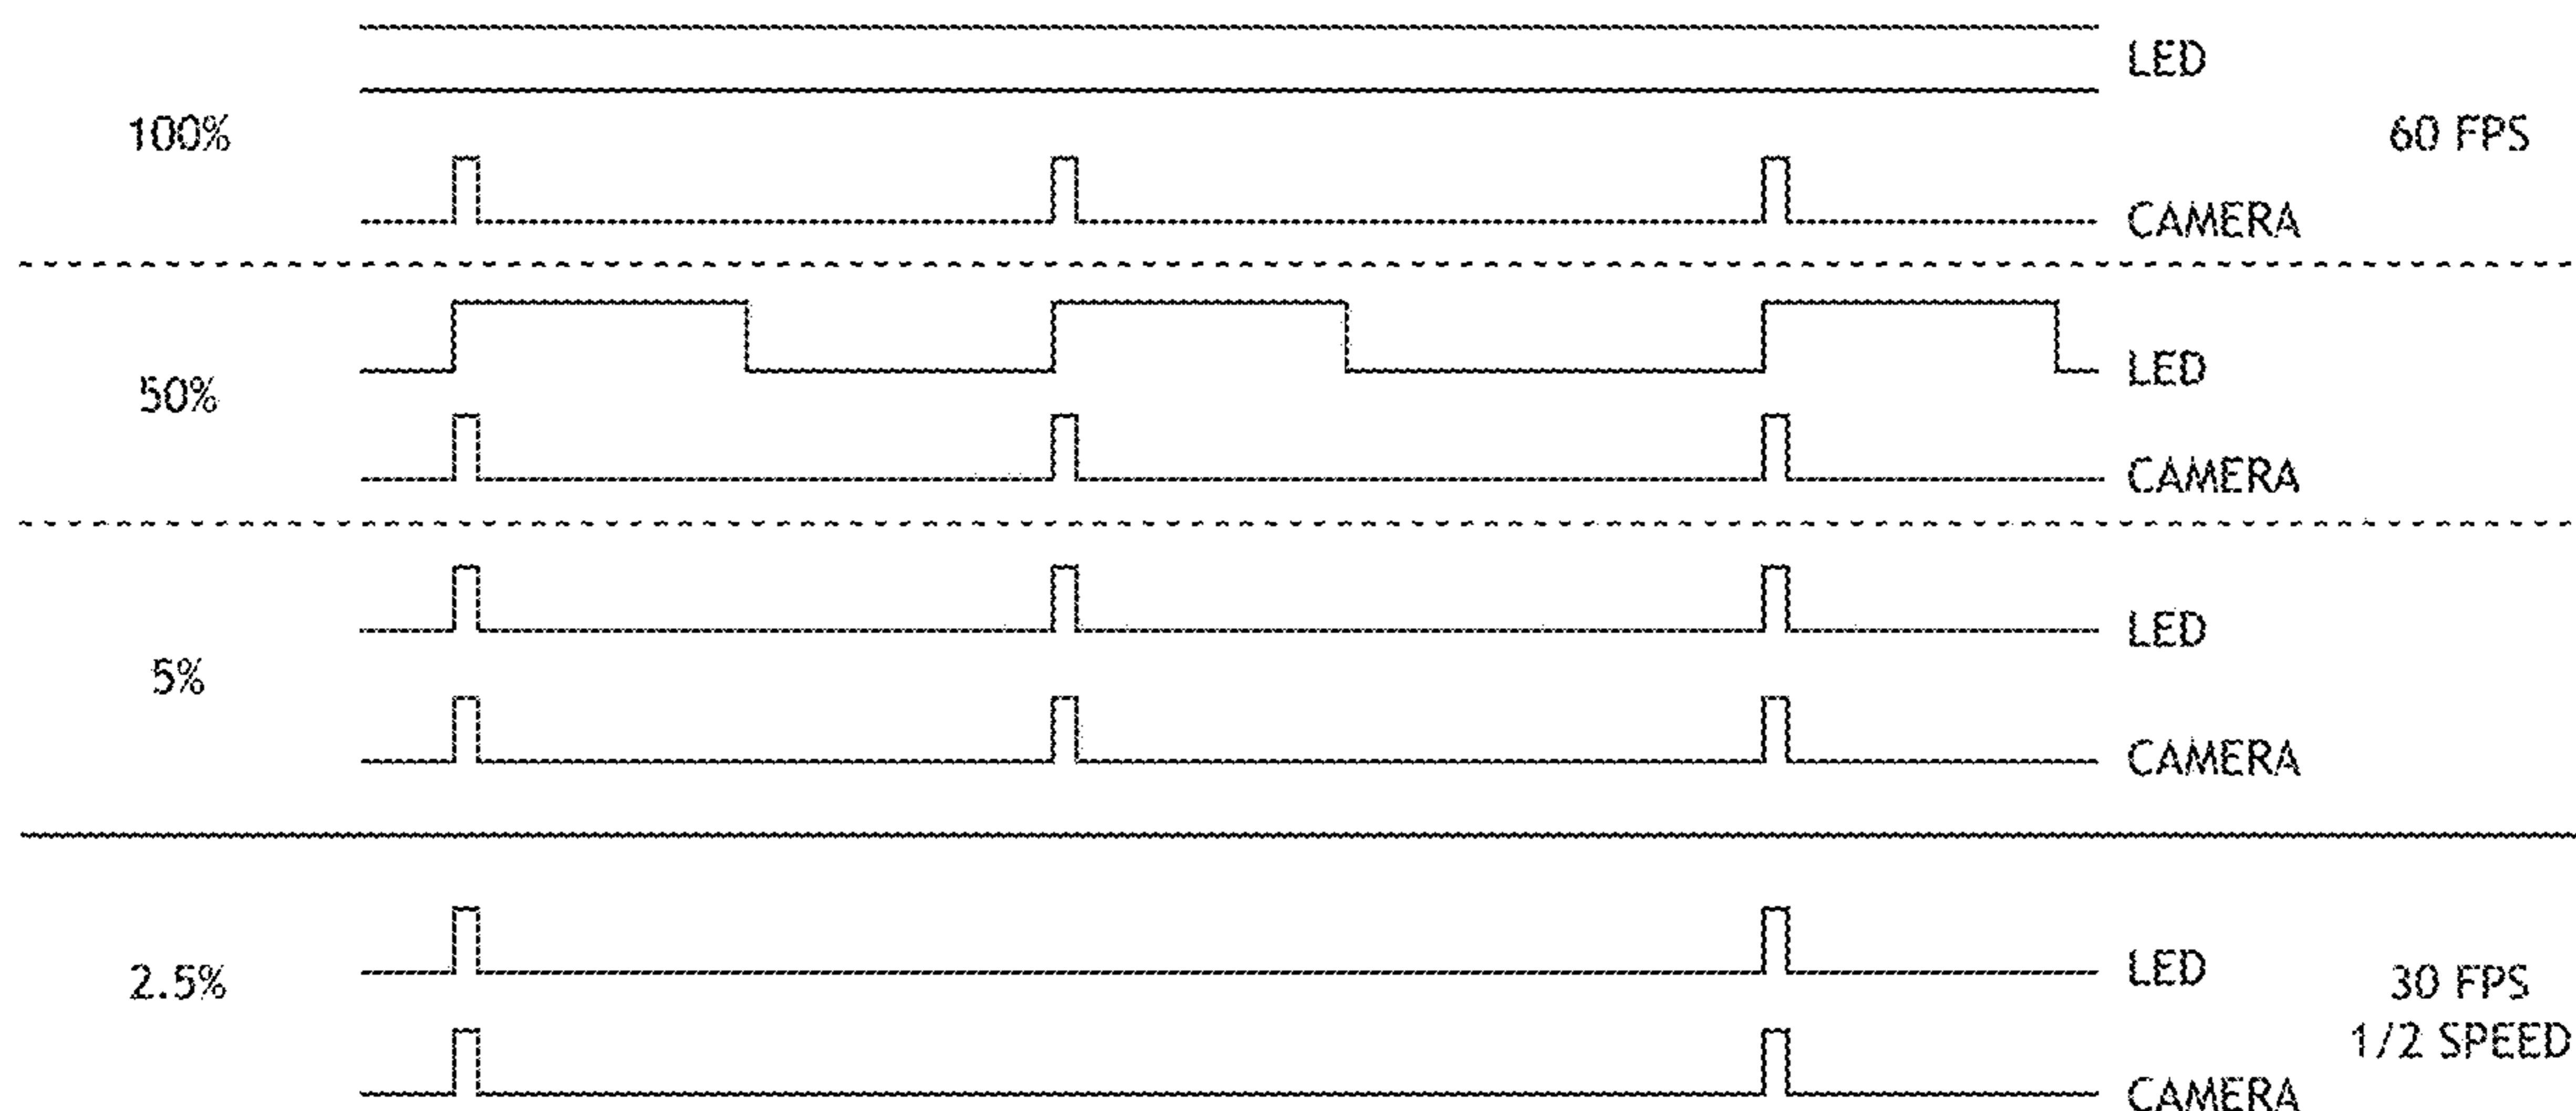 LED
100%
60 FPS
CAMERA
LED
50%
CAMERA
LED
5%
CAMERA
LED
2.5%
30 FPS
1/2 SPEED
CAMERA